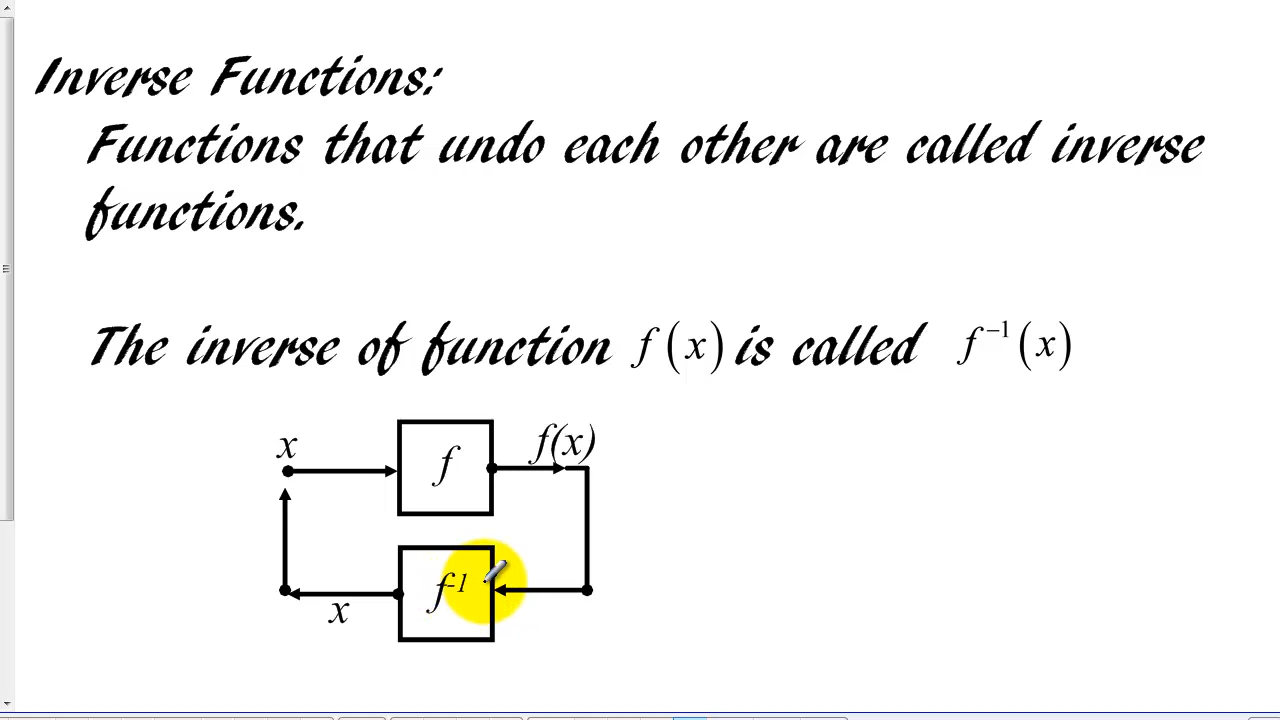 Inverse Functions:
Functions that undo each other are called inverse
functions.
The inverse of function f(x) is called f⁻¹(x)
x
f
f(x)
f⁻¹
x